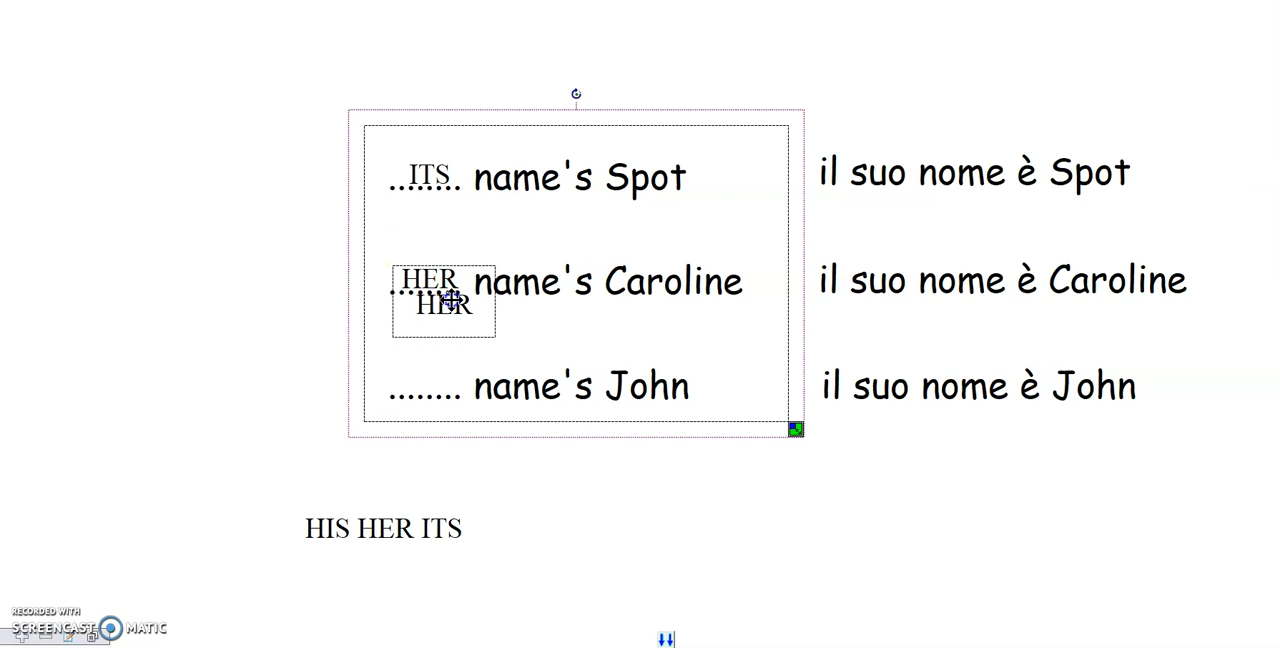 ITS
........ name's Spot
il suo nome è Spot
HER
........ name's Caroline
il suo nome è Caroline
HER
........ name's John
il suo nome è John
HIS HER ITS
RECORDED WITH
SCREENCAST MATIC